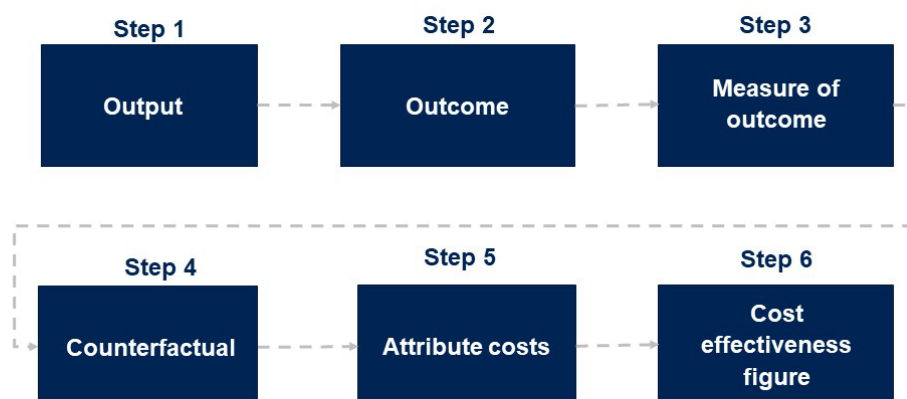 Step 1
Step 2
Step 3
Output
Outcome
Measure of
outcome
Step 4
Step 5
Step 6
Counterfactual
Attribute costs
Cost
effectiveness
figure